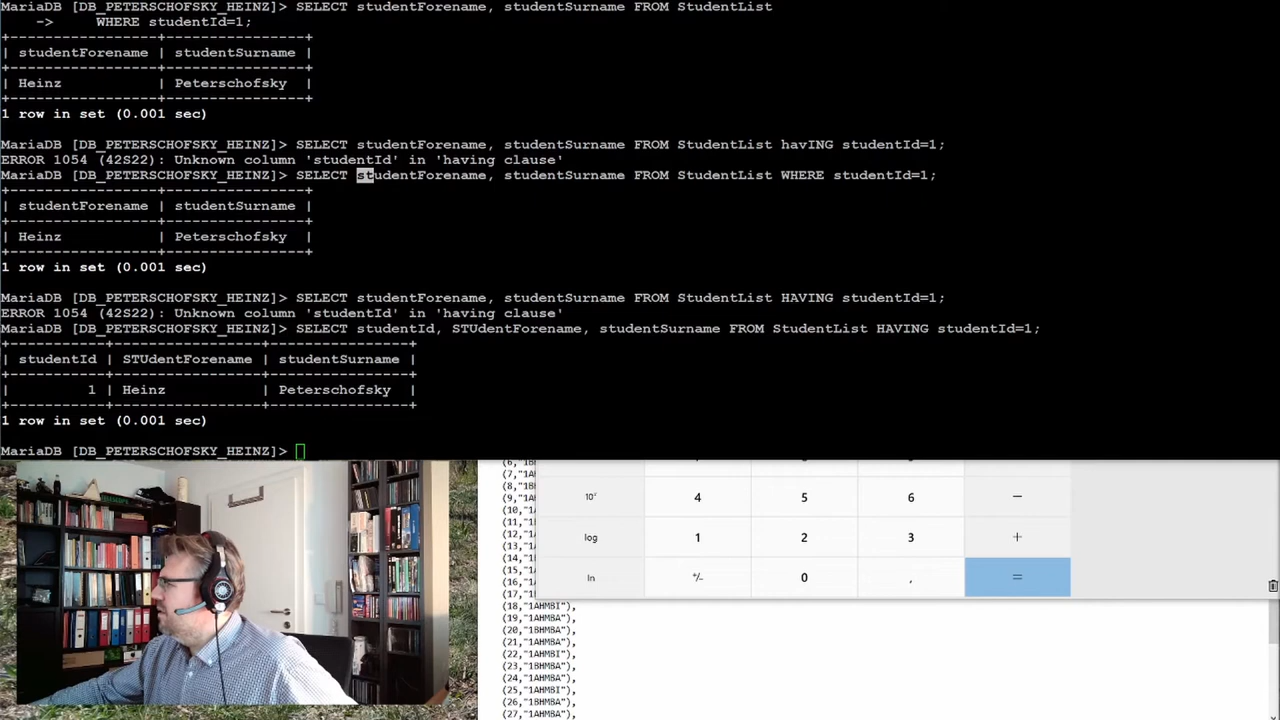 MariaDB [DB_PETERSCHOFSKY_HEINZ]> SELECT studentForename, studentSurname FROM StudentList
    ->     WHERE studentId=1;
+----------------+----------------+
| studentForename | studentSurname |
+----------------+----------------+
| Heinz           | Peterschofsky  |
+----------------+----------------+
1 row in set (0.001 sec)
MariaDB [DB_PETERSCHOFSKY_HEINZ]> SELECT studentForename, studentSurname FROM StudentList havING studentId=1;
ERROR 1054 (42S22): Unknown column 'studentId' in 'having clause'
MariaDB [DB_PETERSCHOFSKY_HEINZ]> SELECT studentForename, studentSurname FROM StudentList WHERE studentId=1;
+----------------+----------------+
| studentForename | studentSurname |
+----------------+----------------+
| Heinz           | Peterschofsky  |
+----------------+----------------+
1 row in set (0.001 sec)
MariaDB [DB_PETERSCHOFSKY_HEINZ]> SELECT studentForename, studentSurname FROM StudentList HAVING studentId=1;
ERROR 1054 (42S22): Unknown column 'studentId' in 'having clause'
MariaDB [DB_PETERSCHOFSKY_HEINZ]> SELECT studentId, STUdentForename, studentSurname FROM StudentList HAVING studentId=1;
+-----------+-----------------+----------------+
| studentId | STUdentForename | studentSurname |
+-----------+-----------------+----------------+
|         1 | Heinz           | Peterschofsky  |
+-----------+-----------------+----------------+
1 row in set (0.001 sec)
MariaDB [DB_PETERSCHOFSKY_HEINZ]>
10ˣ 4 5 6 −
log 1 2 3 +
ln +/− 0 , =
(18,"1AHMBI"),
(19,"1AHMBA"),
(20,"1BHMBA"),
(21,"1AHMBA"),
(22,"1AHMBI"),
(23,"1BHMBA"),
(24,"1AHMBA"),
(25,"1AHMBI"),
(26,"1BHMBA"),
(27,"1AHMBA"),